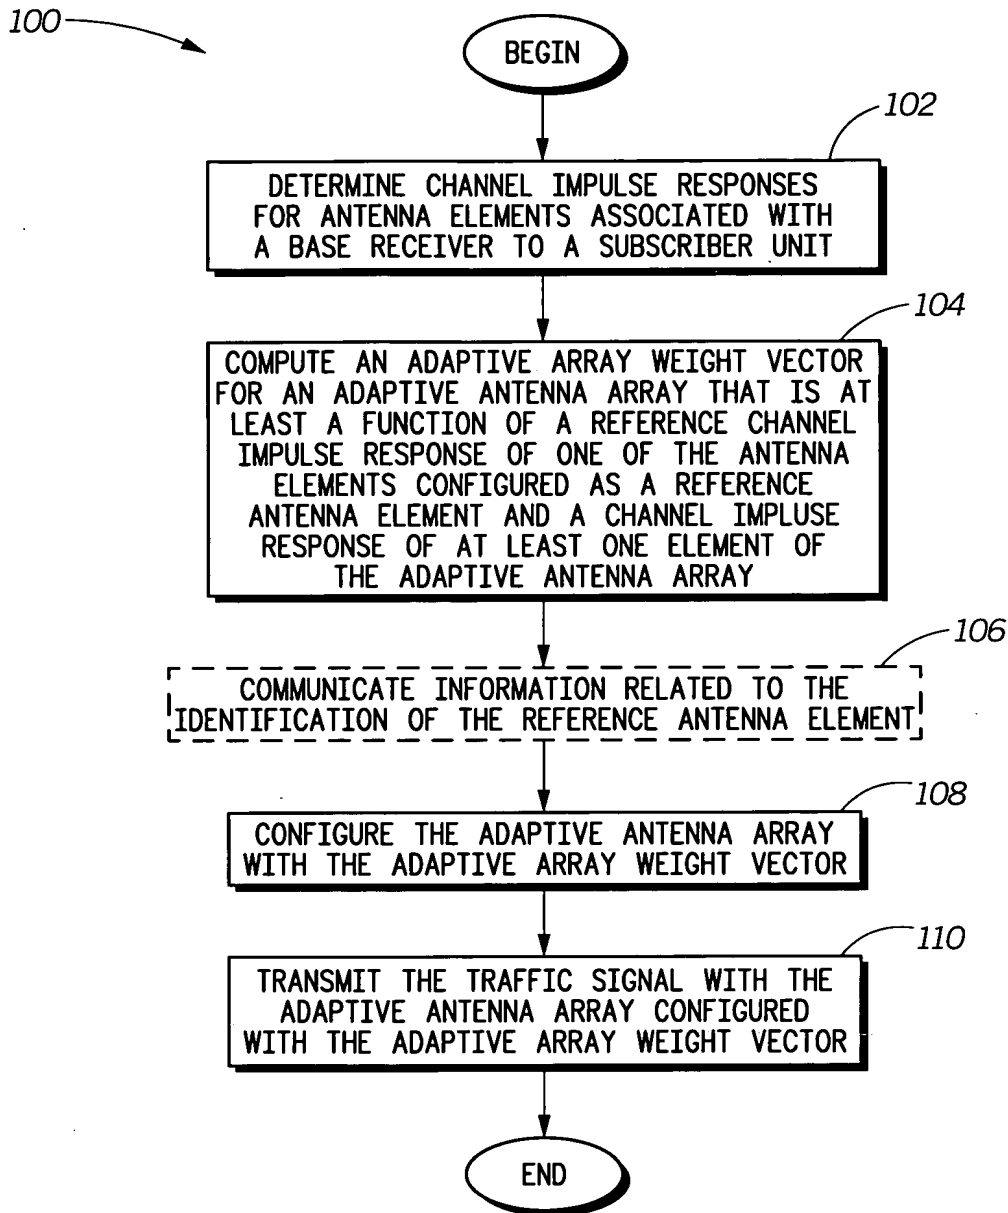 100
BEGIN
102
DETERMINE CHANNEL IMPULSE RESPONSES
FOR ANTENNA ELEMENTS ASSOCIATED WITH
A BASE RECEIVER TO A SUBSCRIBER UNIT
104
COMPUTE AN ADAPTIVE ARRAY WEIGHT VECTOR
FOR AN ADAPTIVE ANTENNA ARRAY THAT IS AT
LEAST A FUNCTION OF A REFERENCE CHANNEL
IMPULSE RESPONSE OF ONE OF THE ANTENNA
ELEMENTS CONFIGURED AS A REFERENCE
ANTENNA ELEMENT AND A CHANNEL IMPLUSE
RESPONSE OF AT LEAST ONE ELEMENT OF
THE ADAPTIVE ANTENNA ARRAY
106
COMMUNICATE INFORMATION RELATED TO THE
IDENTIFICATION OF THE REFERENCE ANTENNA ELEMENT
108
CONFIGURE THE ADAPTIVE ANTENNA ARRAY
WITH THE ADAPTIVE ARRAY WEIGHT VECTOR
110
TRANSMIT THE TRAFFIC SIGNAL WITH THE
ADAPTIVE ANTENNA ARRAY CONFIGURED
WITH THE ADAPTIVE ARRAY WEIGHT VECTOR
END